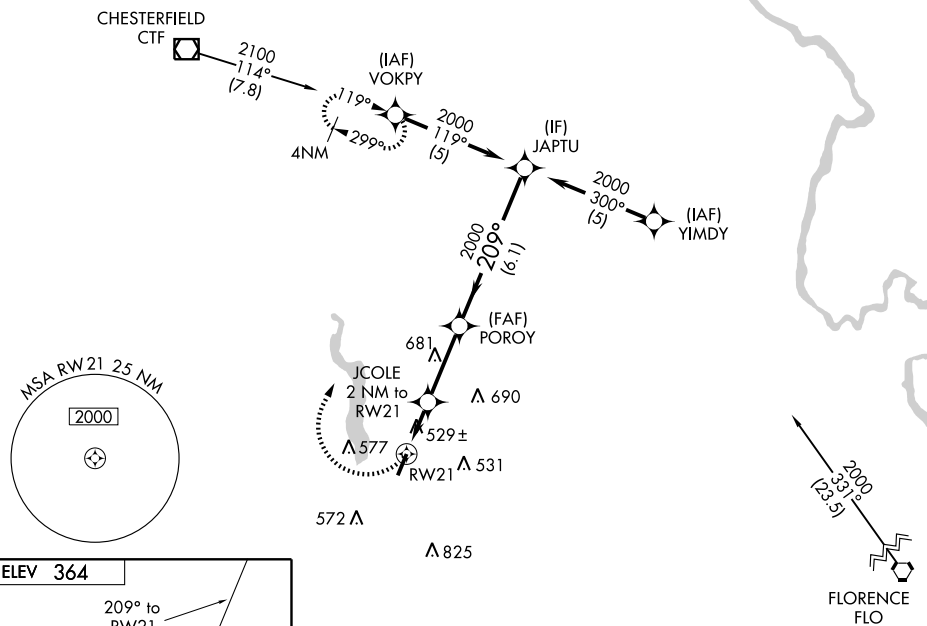 CHESTERFIELD
CTF
2100
114°
(7.8)
(IAF)
VOKPY
119°
299°
4NM
2000
119°
(5)
(IF)
JAPTU
2000
300°
(5)
(IAF)
YIMDY
2000
209°
(6.1)
(FAF)
POROY
681
JCOLE
2 NM to
RW21
690
529±
577
RW21
531
572
825
MSA RW21 25 NM
2000
2000
331°
(23.5)
FLORENCE
FLO
ELEV 364
209° to
RW21